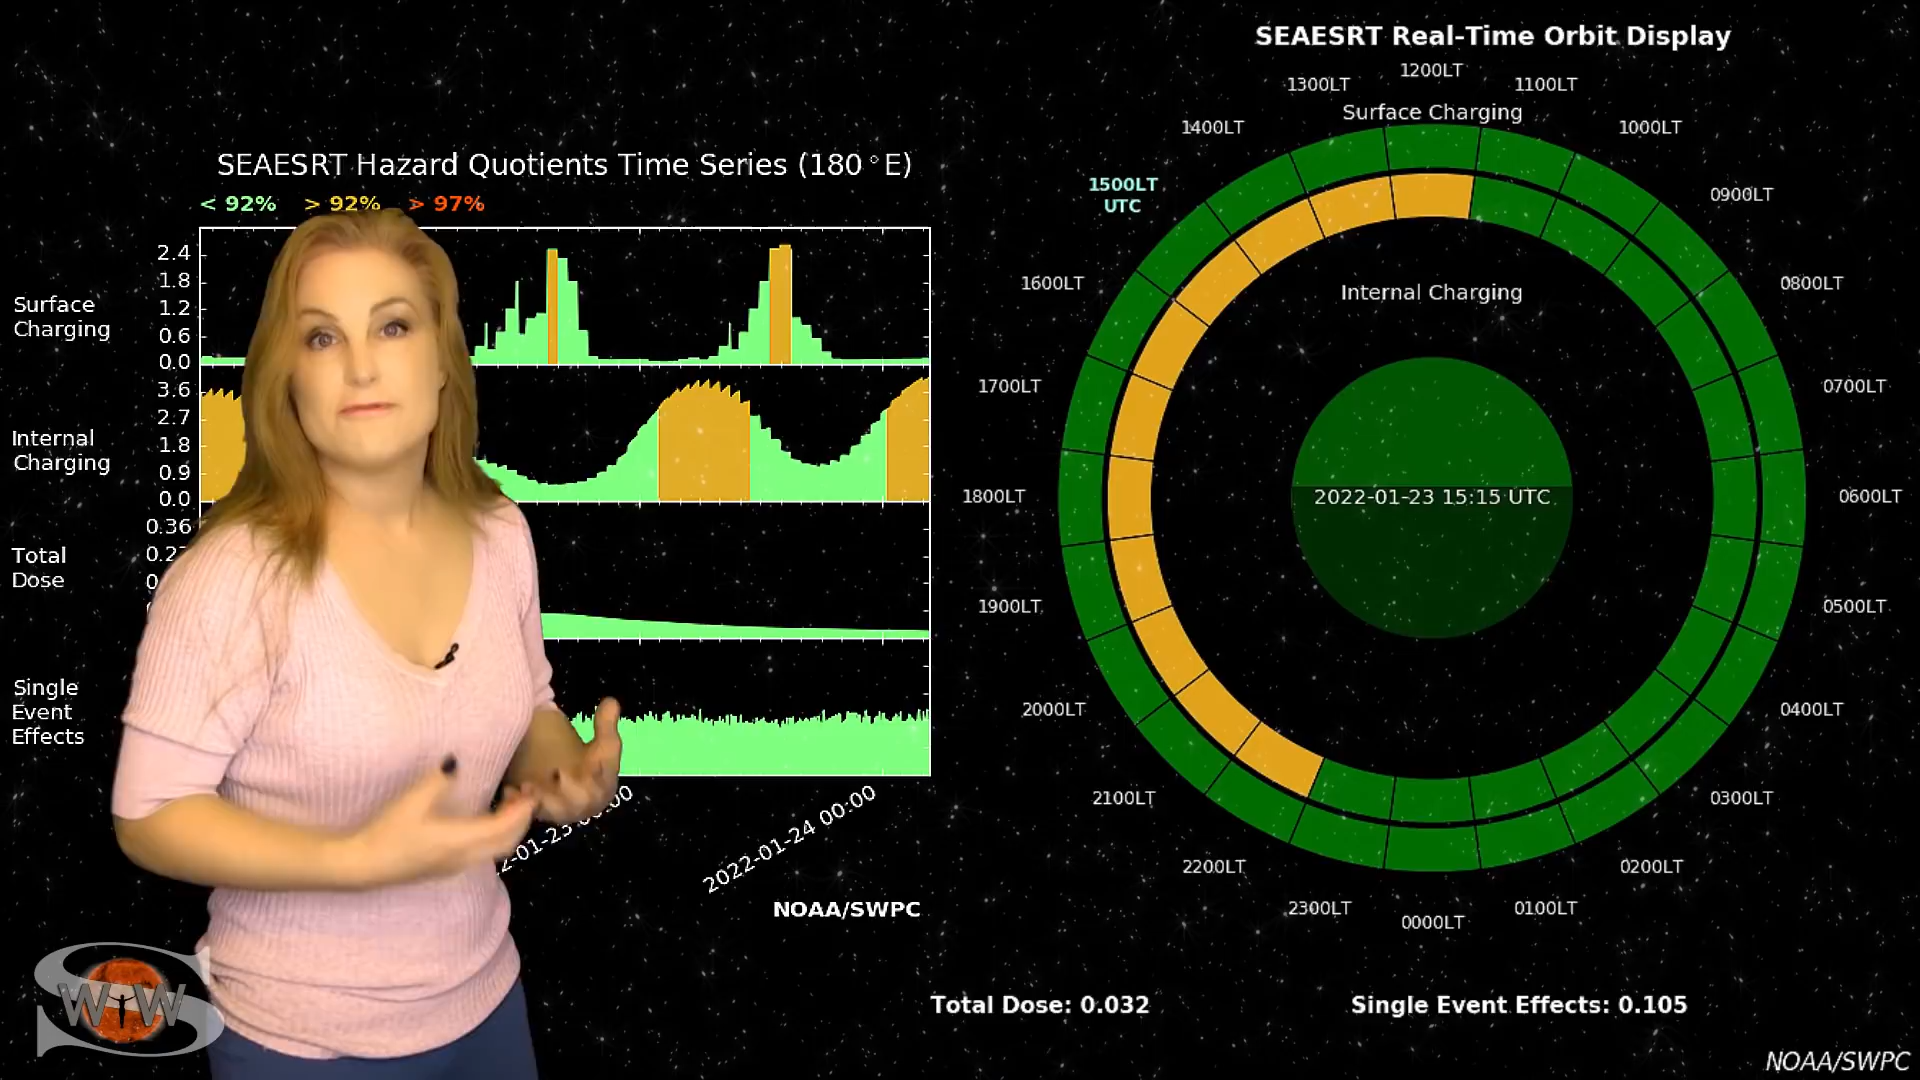 SEAESRT Hazard Quotients Time Series (180°E)
< 92% > 92% > 97%
Surface
Charging
2.4
1.8
1.2
0.6
0.0
Internal
Charging
3.6
2.7
1.8
0.9
0.0
Total
Dose
0.36
Single
Event
Effects
2022-01-24 00:00
NOAA/SWPC
SEAESRT Real-Time Orbit Display
1200LT
1300LT
1100LT
Surface Charging
1400LT
1000LT
1500LT
UTC
0900LT
1600LT
Internal Charging
0800LT
1700LT
0700LT
1800LT
2022-01-23 15:15 UTC
0600LT
1900LT
0500LT
2000LT
0400LT
2100LT
0300LT
2200LT
0200LT
2300LT
0000LT
0100LT
Total Dose: 0.032
Single Event Effects: 0.105
NOAA/SWPC
S
WTW